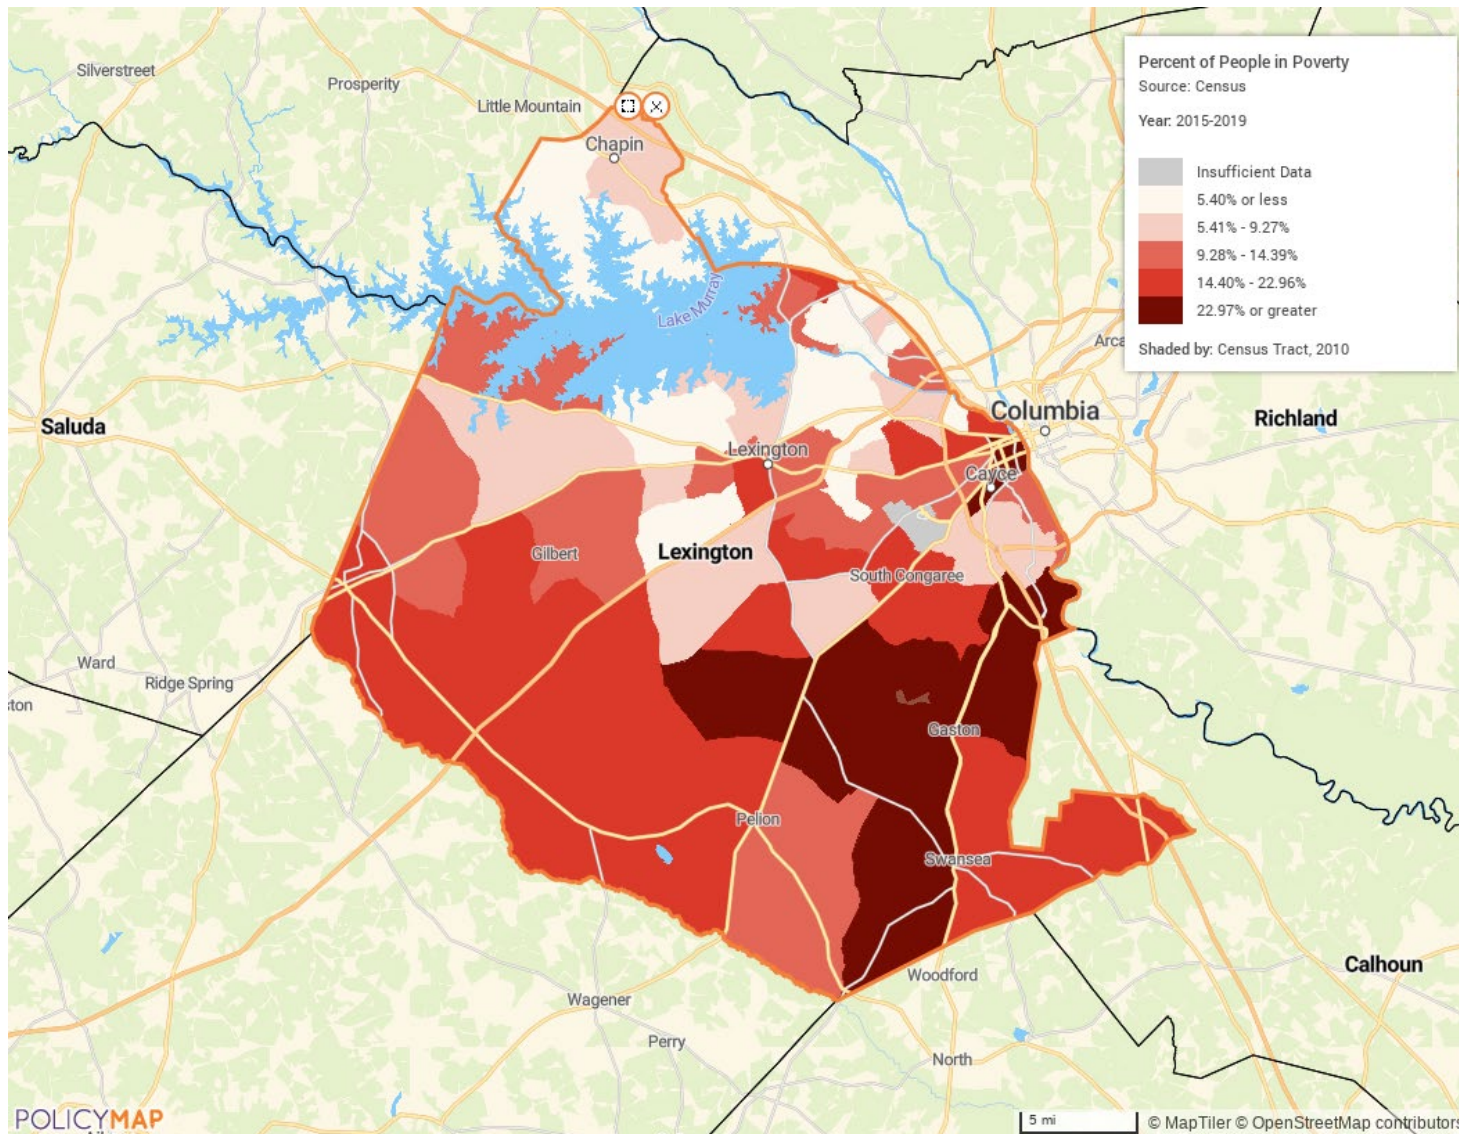 Percent of People in Poverty
Source: Census
Year: 2015-2019
Insufficient Data
5.40% or less
5.41% - 9.27%
9.28% - 14.39%
14.40% - 22.96%
22.97% or greater
Shaded by: Census Tract, 2010
Silverstreet
Prosperity
Little Mountain
Chapin
Lake Murray
Arca
Columbia
Saluda
Richland
Lexington
Cayce
Gilbert
Lexington
South Congaree
Ward
Ridge Spring
ton
Gaston
Pelion
Swansea
Woodford
Calhoun
Wagener
Perry
North
POLICYMAP
5 mi
© MapTiler © OpenStreetMap contributors